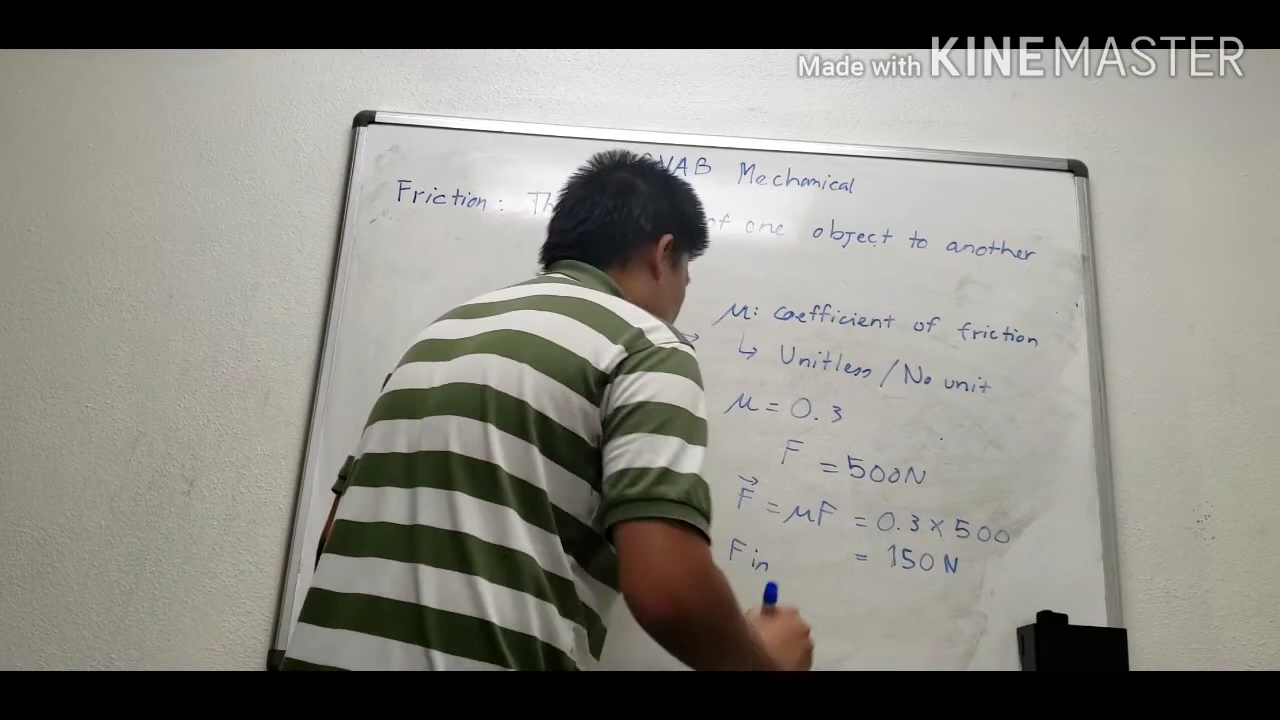 Made with KINEMASTER
VAB Mechanical
Friction: Th of one object to another
μ: coefficient of friction
↳ Unitless / No unit
μ = 0.3
F = 500N
F⃗ = μF = 0.3 × 500
Fin = 150 N